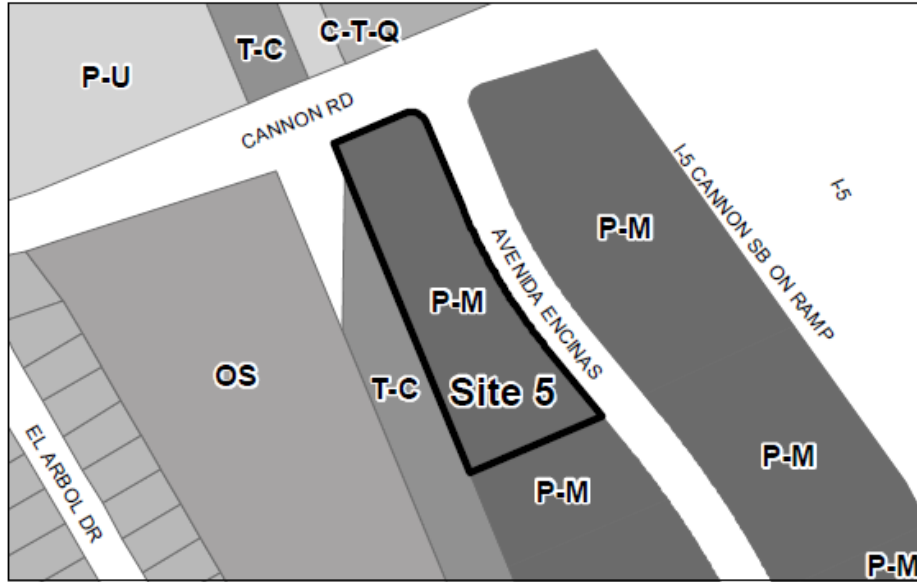 C-T-Q
T-C
P-U
CANNON RD
I-5 CANNON SB ON RAMP
I-5
P-M
AVENIDA ENCINAS
P-M
OS
T-C
Site 5
EL ARBOL DR
P-M
P-M
P-M